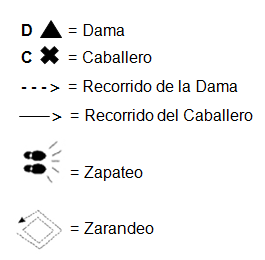 D = Dama
C = Caballero
= Recorrido de la Dama
= Recorrido del Caballero
= Zapateo
= Zarandeo